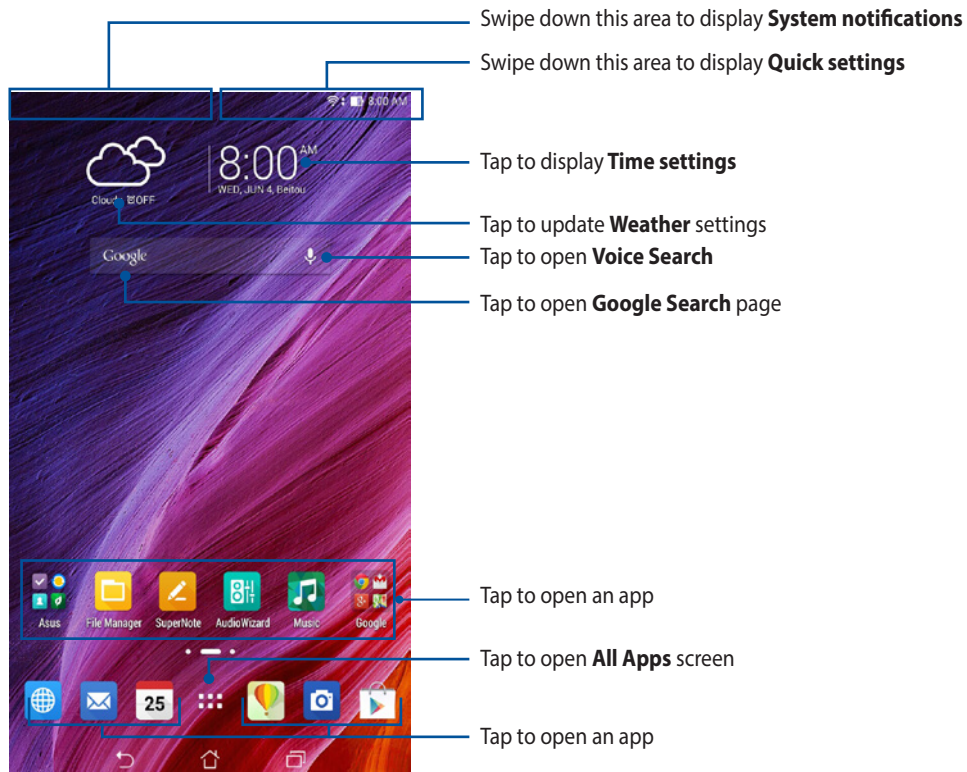 Swipe down this area to display System notifications
Swipe down this area to display Quick settings
8:00 AM
8:00 AM
WED, JUN 4, Beitou
Tap to display Time settings
OFF
Tap to update Weather settings
Google
Tap to open Voice Search
Tap to open Google Search page
Tap to open an app
Asus
File Manager
SuperNote
AudioWizard
Music
Google
Tap to open All Apps screen
25
Tap to open an app